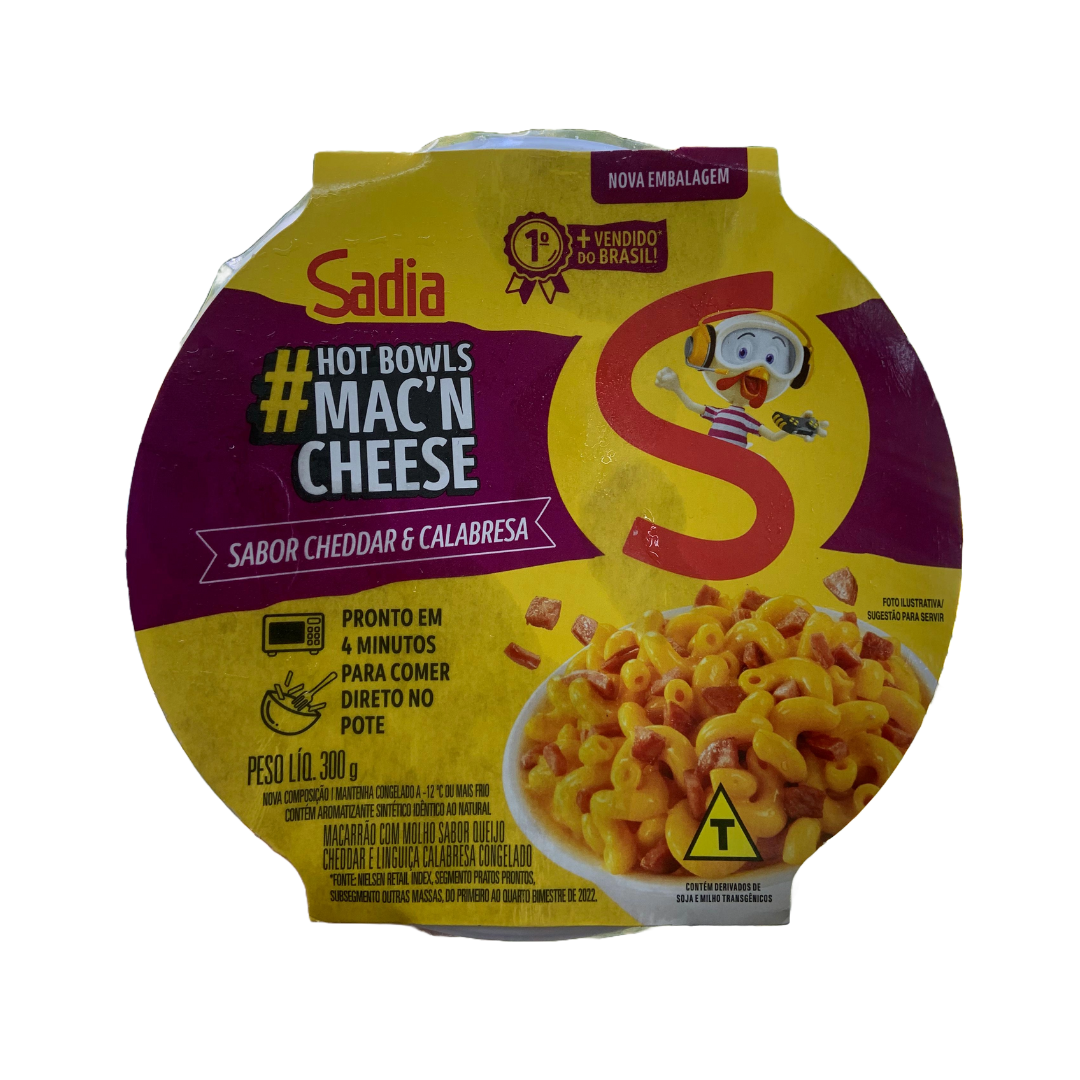 NOVA EMBALAGEM
1º
+ VENDIDO*
DO BRASIL!
Sadia
S
#
HOT BOWLS
MAC'N
CHEESE
SABOR CHEDDAR & CALABRESA
PRONTO EM
4 MINUTOS
PARA COMER
DIRETO NO
POTE
FOTO ILUSTRATIVA/
SUGESTÃO PARA SERVIR
PESO LÍQ. 300 g
NOVA COMPOSIÇÃO | MANTENHA CONGELADO A -12 °C OU MAIS FRIO
CONTÉM AROMATIZANTE SINTÉTICO IDÊNTICO AO NATURAL
MACARRÃO COM MOLHO SABOR QUEIJO
CHEDDAR E LINGUIÇA CALABRESA CONGELADO
*FONTE: NIELSEN RETAIL INDEX, SEGMENTO PRATOS PRONTOS,
SUBSEGMENTO OUTRAS MASSAS, DO PRIMEIRO AO QUARTO BIMESTRE DE 2022.
T
CONTÉM DERIVADOS DE
SOJA E MILHO TRANSGÊNICOS